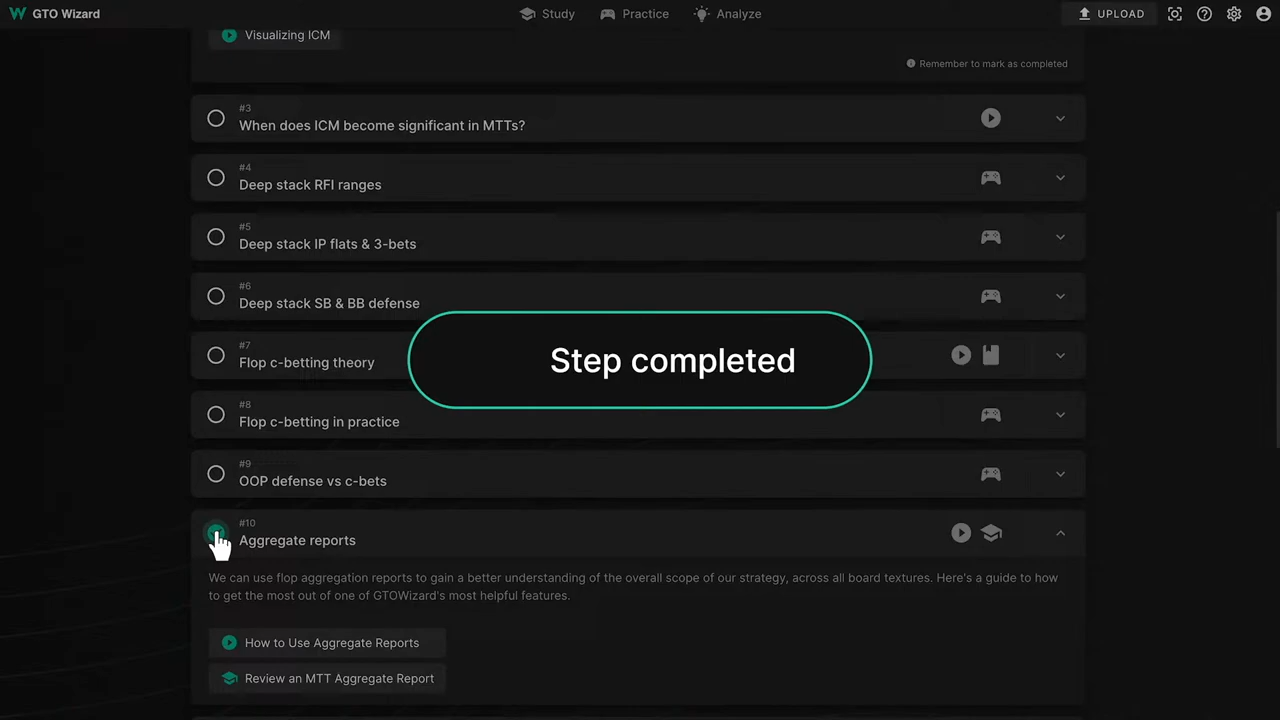 GTO Wizard
Study
Practice
Analyze
UPLOAD
Visualizing ICM
Remember to mark as completed
#3
When does ICM become significant in MTTs?
#4
Deep stack RFI ranges
#5
Deep stack IP flats & 3-bets
#6
Deep stack SB & BB defense
#7
Flop c-betting theory
Step completed
#8
Flop c-betting in practice
#9
OOP defense vs c-bets
#10
Aggregate reports
We can use flop aggregation reports to gain a better understanding of the overall scope of our strategy, across all board textures. Here's a guide to how
to get the most out of one of GTOWizard's most helpful features.
How to Use Aggregate Reports
Review an MTT Aggregate Report